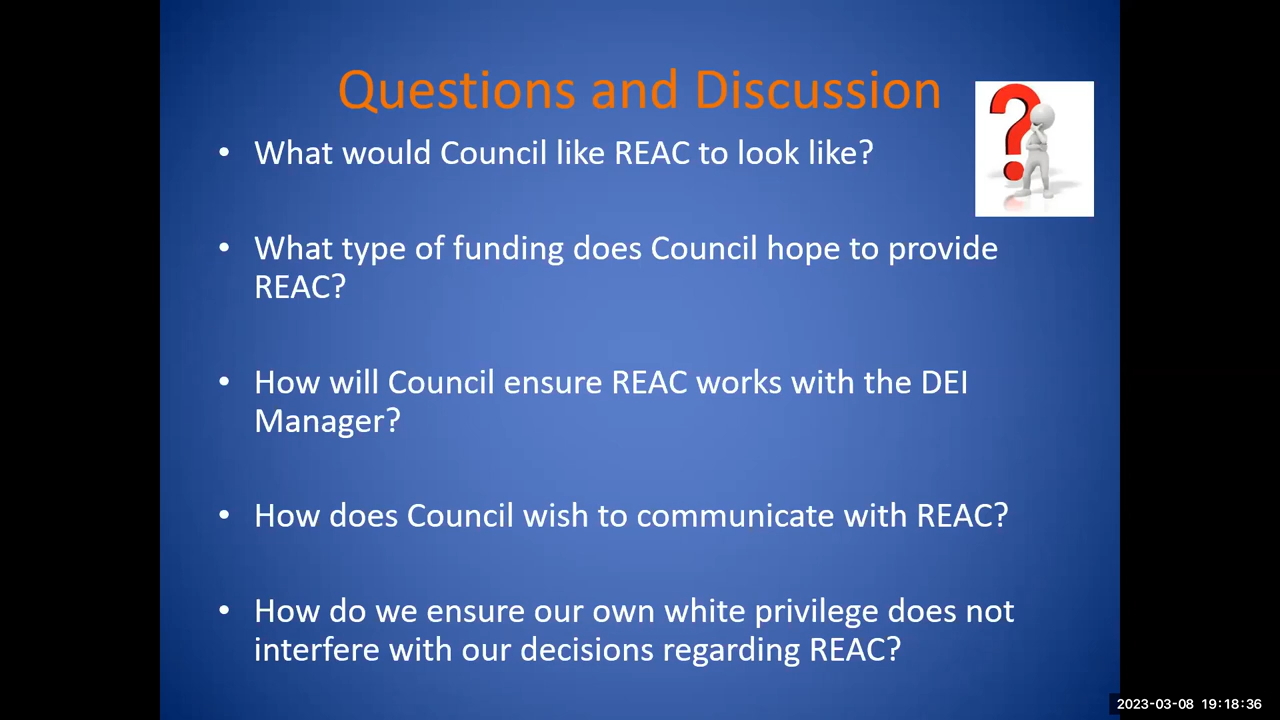 Questions and Discussion
• What would Council like REAC to look like?
• What type of funding does Council hope to provide
REAC?
• How will Council ensure REAC works with the DEI
Manager?
• How does Council wish to communicate with REAC?
• How do we ensure our own white privilege does not
interfere with our decisions regarding REAC?
?
2023-03-08 19:18:36